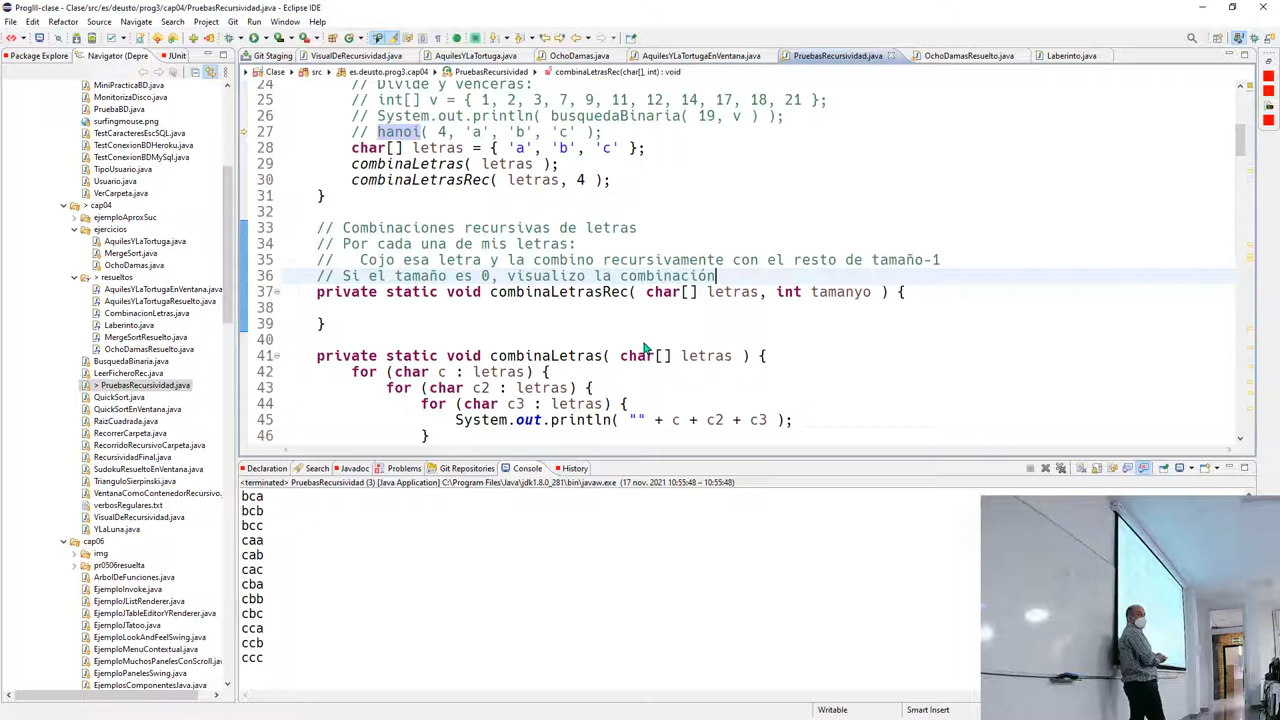 ProgIII-clase - Clase/src/es/deusto/prog3/cap04/PruebasRecursividad.java - Eclipse IDE
File Edit Refactor Source Navigate Search Project Git Run Window Help
Package Explorer
Navigator (Depre
JUnit
Git Staging
VisualDeRecursividad.java
AquilesYLaTortuga.java
OchoDamas.java
AquilesYLaTortugaEnVentana.java
PruebasRecursividad.java
OchoDamasResuelto.java
Laberinto.java
Clase
src
es.deusto.prog3.cap04
PruebasRecursividad
combinaLetrasRec(char[], int) : void
MiniPracticaBD.java
MonitorizaDisco.java
PruebaBD.java
surfingmouse.png
TestCaracteresEscSQL.java
TestConexionBDHeroku.java
TestConexionBDMySql.java
TipoUsuario.java
Usuario.java
VerCarpeta.java
> cap04
ejemploAproxSuc
ejercicios
AquilesYLaTortuga.java
MergeSort.java
OchoDamas.java
> resueltos
AquilesYLaTortugaEnVentana.java
CombinacionLetras.java
Laberinto.java
MergeSortResuelto.java
OchoDamasResuelto.java
BusquedaBinaria.java
LeerFicheroRec.java
> PruebasRecursividad.java
QuickSort.java
QuickSortEnVentana.java
RaizCuadrada.java
RecorrerCarpeta.java
RecorridoRecursivoCarpeta.java
RecursividadFinal.java
SudokuResueltoEnVentana.java
TrianguloSierpinski.java
VentanaComoContenedorRecursivo.
verbosRegulares.txt
VisualDeRecursividad.java
YLaLuna.java
cap06
img
pr0506resuelta
ArbolDeFunciones.java
EjemploInvoke.java
EjemploJListRenderer.java
EjemploJTableEditorYRenderer.java
EjemploJTatoo.java
EjemploLookAndFeelSwing.java
EjemploMenuContextual.java
EjemploMuchosPanelesConScroll.jav
EjemploPanelesSwing.java
EjemplosComponentesJava.java
24 // Divide y venceras:
25 // int[] v = { 1, 2, 3, 7, 9, 11, 12, 14, 17, 18, 21 };
26 // System.out.println( busquedaBinaria( 19, v ) );
27 // hanoi( 4, 'a', 'b', 'c' );
28 char[] letras = { 'a', 'b', 'c' };
29 combinaLetras( letras );
30 combinaLetrasRec( letras, 4 );
31 }
32
33 // Combinaciones recursivas de letras
34 // Por cada una de mis letras:
35 // Cojo esa letra y la combino recursivamente con el resto de tamaño-1
36 // Si el tamaño es 0, visualizo la combinación
37 private static void combinaLetrasRec( char[] letras, int tamanyo ) {
38
39 }
40
41 private static void combinaLetras( char[] letras ) {
42 for (char c : letras) {
43 for (char c2 : letras) {
44 for (char c3 : letras) {
45 System.out.println( "" + c + c2 + c3 );
46 }
Declaration
Search
Javadoc
Problems
Git Repositories
Console
History
<terminated> PruebasRecursividad (3) [Java Application] C:\Program Files\Java\jdk1.8.0_281\bin\javaw.exe (17 nov. 2021 10:55:48 – 10:55:48)
bca
bcb
bcc
caa
cab
cac
cba
cbb
cbc
cca
ccb
ccc
Writable
Smart Insert